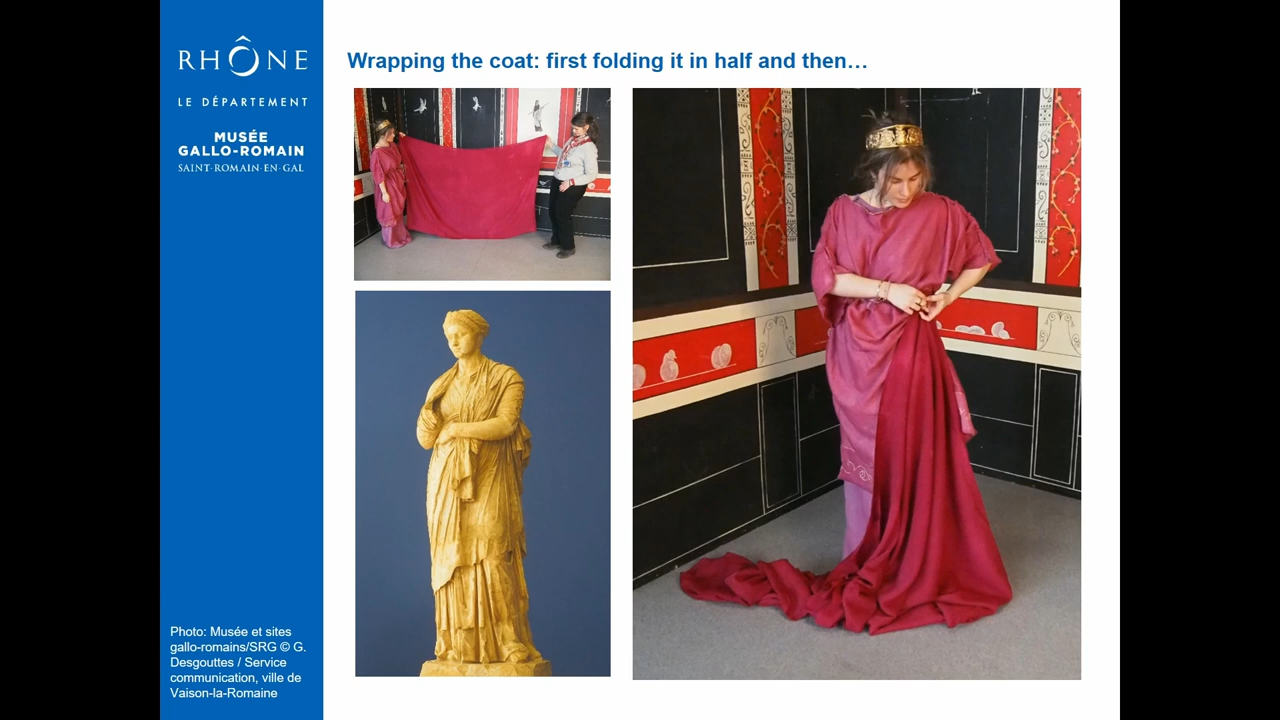 RHÔNE
LE DÉPARTEMENT
MUSÉE
GALLO-ROMAIN
SAINT-ROMAIN-EN-GAL
Wrapping the coat: first folding it in half and then…
Photo: Musée et sites
gallo-romains/SRG © G.
Desgouttes / Service
communication, ville de
Vaison-la-Romaine